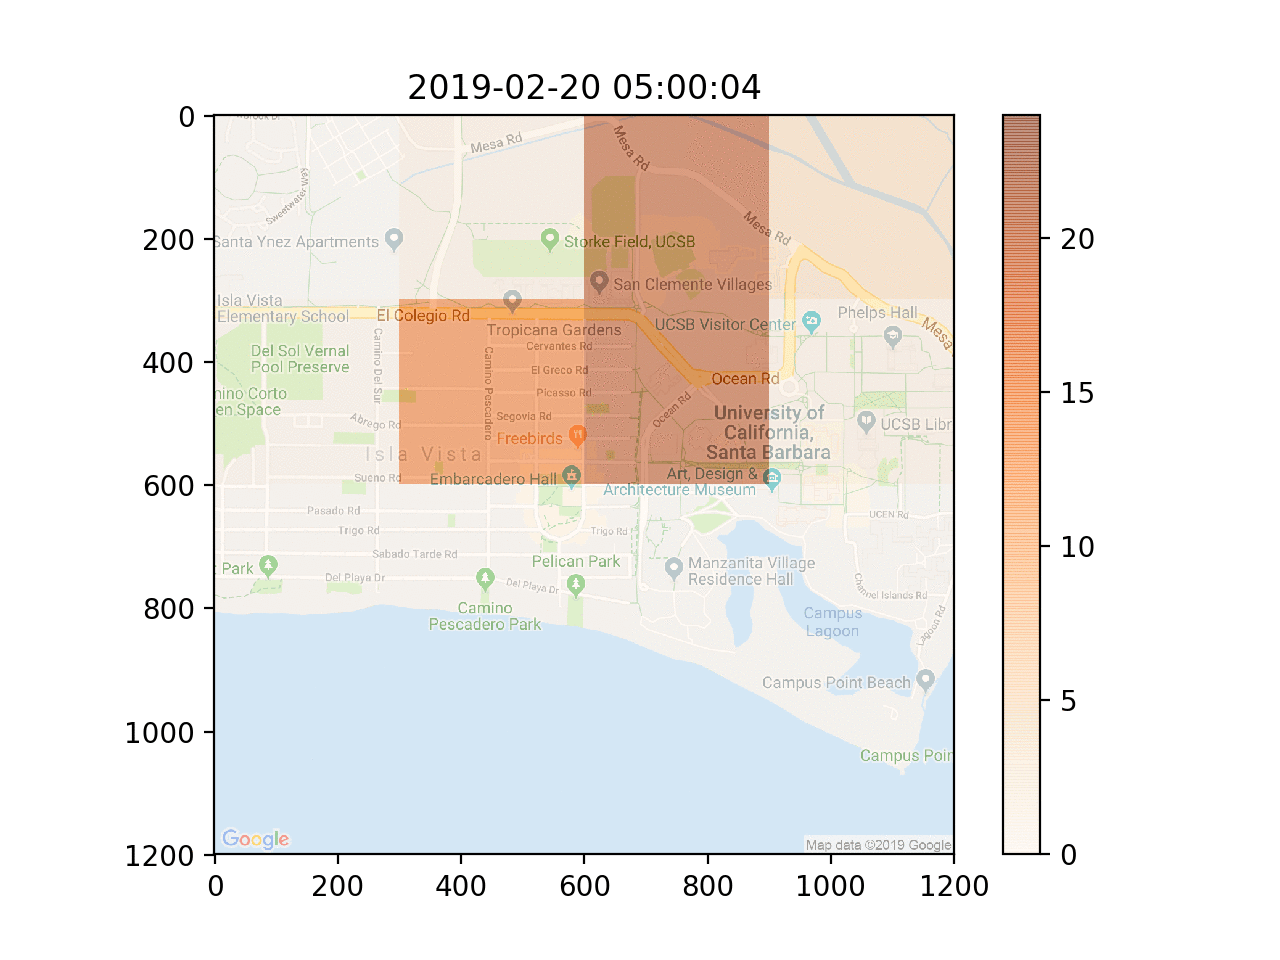 2019-02-20 05:00:04
0
200
400
600
800
1000
1200
0
200
400
600
800
1000
1200
20
15
10
5
0
Mesa Rd
Mesa Rd
Mesa Rd
Sweetwater Way
Santa Ynez Apartments
Storke Field, UCSB
San Clemente Villages
Isla Vista
Elementary School
El Colegio Rd
Tropicana Gardens
UCSB Visitor Center
Phelps Hall
Mesa
Del Sol Vernal
Pool Preserve
Camino Del Sur
Camino Pescadero
Cervantes Rd
El Greco Rd
Picasso Rd
Segovia Rd
Ocean Rd
Ocean Rd
nino Corto
en Space
Abrego Rd
Freebirds
University of
California,
Santa Barbara
UCSB Libr
Isla Vista
Sueno Rd
Embarcadero Hall
Art, Design &
Architecture Museum
Pasado Rd
Trigo Rd
Trigo Rd
UCEN Rd
Sabado Tarde Rd
Pelican Park
Park
Del Playa Dr
Del Playa Dr
Manzanita Village
Residence Hall
Channel Islands Rd
Camino
Pescadero Park
Campus
Lagoon
Lagoon Rd
Campus Point Beach
Campus Poin
Google
Map data ©2019 Google